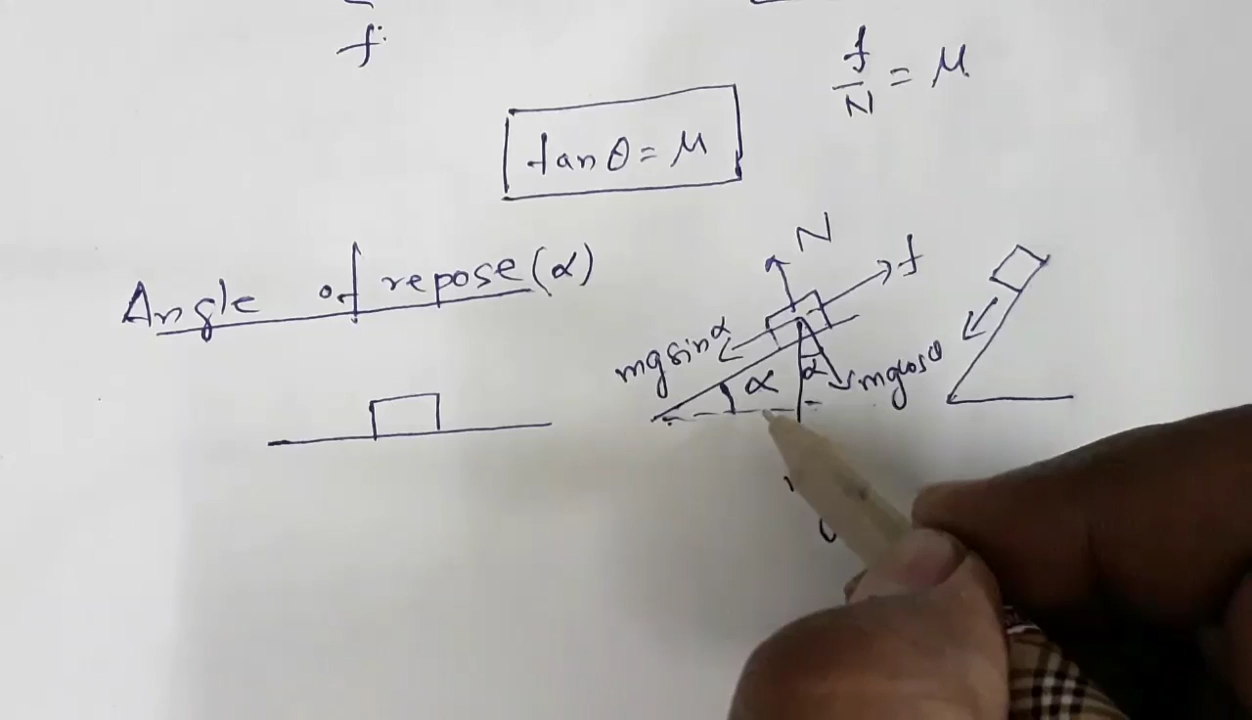 f
f/N = μ
tan θ = μ
Angle of repose (α)
N
f
mg sin α
α
α
mg cos θ